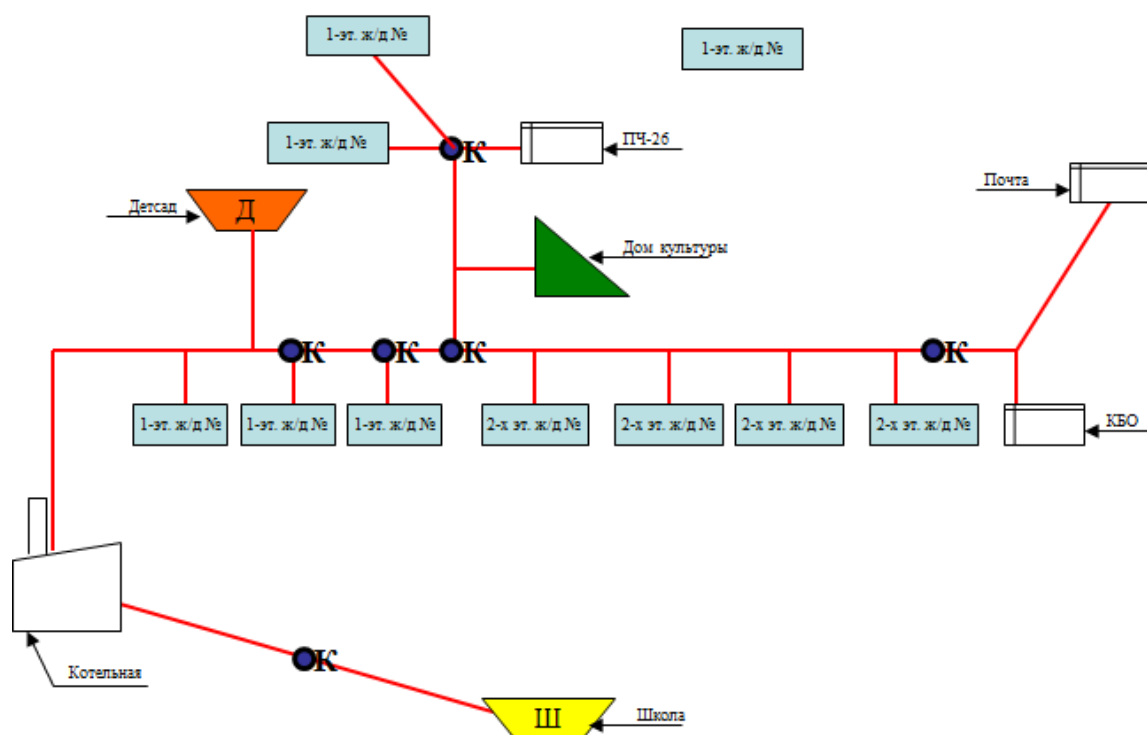 1-эт. ж/д №
1-эт. ж/д №
1-эт. ж/д №
К
ПЧ-26
Почта
Детсад
Д
Дом культуры
К
К
К
К
1-эт. ж/д №
1-эт. ж/д №
1-эт. ж/д №
2-х эт. ж/д №
2-х эт. ж/д №
2-х эт. ж/д №
2-х эт. ж/д №
КБО
Котельная
К
Ш
Школа